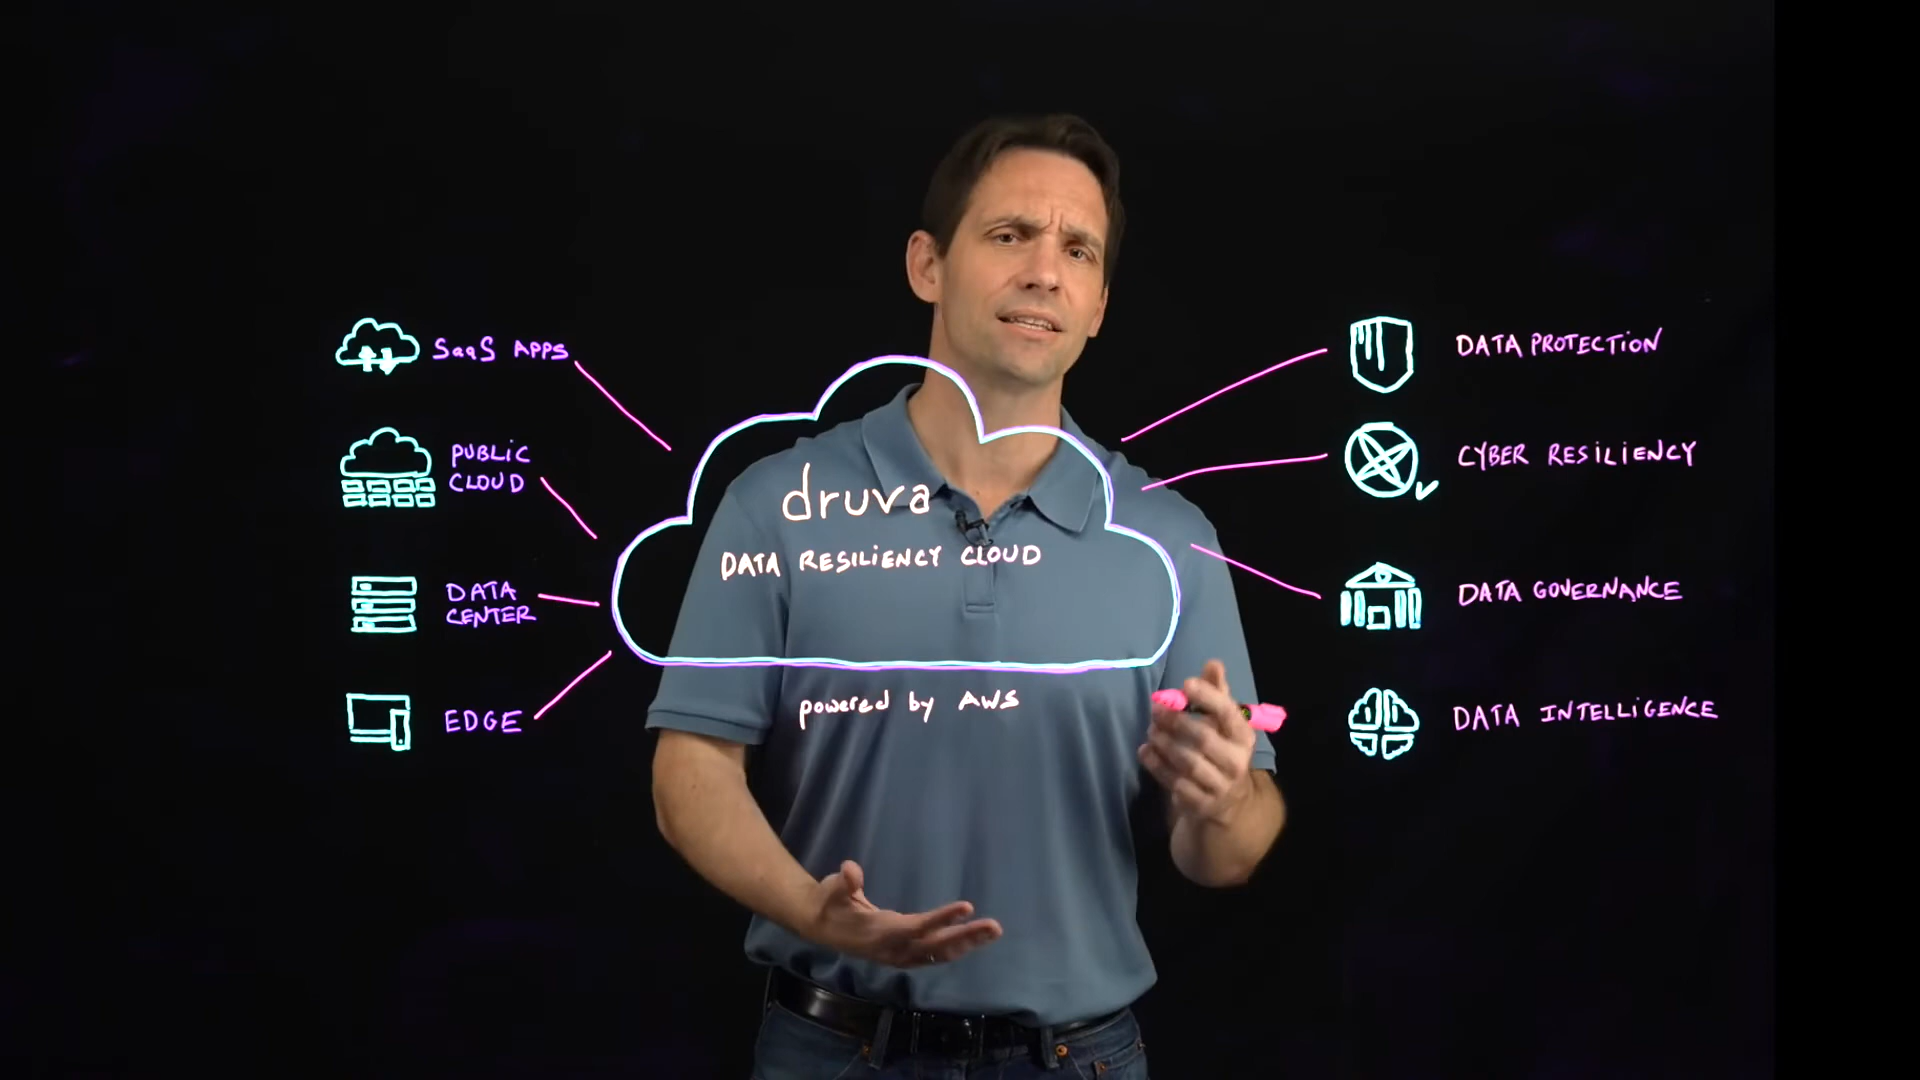 SaaS APPS
PUBLIC
CLOUD
DATA
CENTER
EDGE
druva
DATA RESILIENCY CLOUD
powered by AWS
DATA PROTECTION
CYBER RESILIENCY
DATA GOVERNANCE
DATA INTELLIGENCE